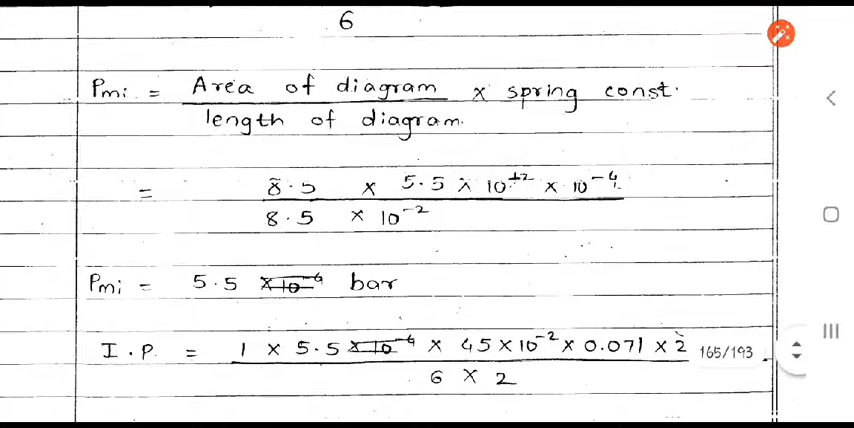 6
Pmi = Area of diagram x spring const.
length of diagram.
= 8.5 x 5.5 x 10+2 x 10-4
8.5 x 10-2
Pmi = 5.5 x 10-4 bar
I.P. = 1 x 5.5 x 10-4 x 45 x 10-2 x 0.071 x 2
6 x 2
165/193